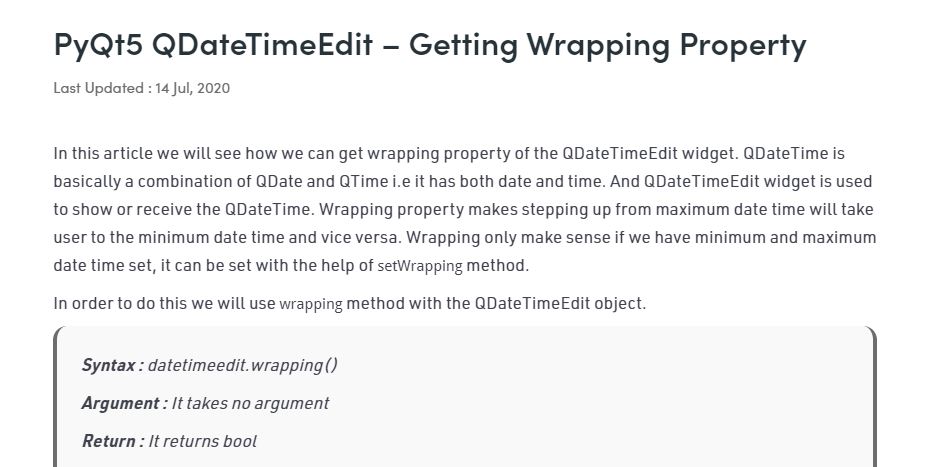 PyQt5 QDateTimeEdit – Getting Wrapping Property
Last Updated : 14 Jul, 2020
In this article we will see how we can get wrapping property of the QDateTimeEdit widget. QDateTime is
basically a combination of QDate and QTime i.e it has both date and time. And QDateTimeEdit widget is used
to show or receive the QDateTime. Wrapping property makes stepping up from maximum date time will take
user to the minimum date time and vice versa. Wrapping only make sense if we have minimum and maximum
date time set, it can be set with the help of setWrapping method.
In order to do this we will use wrapping method with the QDateTimeEdit object.
Syntax : datetimeedit.wrapping()
Argument : It takes no argument
Return : It returns bool